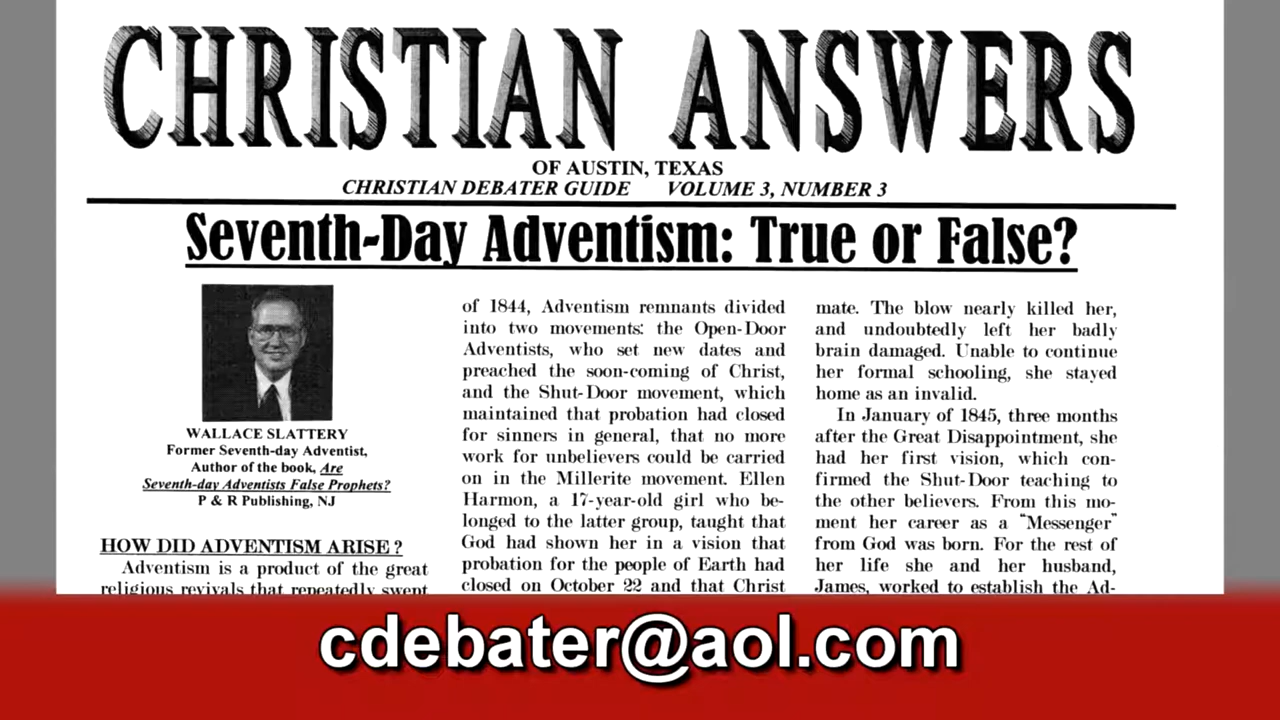 CHRISTIAN ANSWERS
OF AUSTIN, TEXAS
CHRISTIAN DEBATER GUIDE VOLUME 3, NUMBER 3
Seventh-Day Adventism: True or False?
WALLACE SLATTERY
Former Seventh-day Adventist,
Author of the book, Are
Seventh-day Adventists False Prophets?
P & R Publishing, NJ
HOW DID ADVENTISM ARISE ?
Adventism is a product of the great
religious revivals that repeatedly swept
of 1844, Adventism remnants divided
into two movements: the Open-Door
Adventists, who set new dates and
preached the soon-coming of Christ,
and the Shut-Door movement, which
maintained that probation had closed
for sinners in general, that no more
work for unbelievers could be carried
on in the Millerite movement. Ellen
Harmon, a 17-year-old girl who be-
longed to the latter group, taught that
God had shown her in a vision that
probation for the people of Earth had
closed on October 22 and that Christ
mate. The blow nearly killed her,
and undoubtedly left her badly
brain damaged. Unable to continue
her formal schooling, she stayed
home as an invalid.
In January of 1845, three months
after the Great Disappointment, she
had her first vision, which con-
firmed the Shut-Door teaching to
the other believers. From this mo-
ment her career as a "Messenger"
from God was born. For the rest of
her life she and her husband,
James, worked to establish the Ad-
cdebater@aol.com